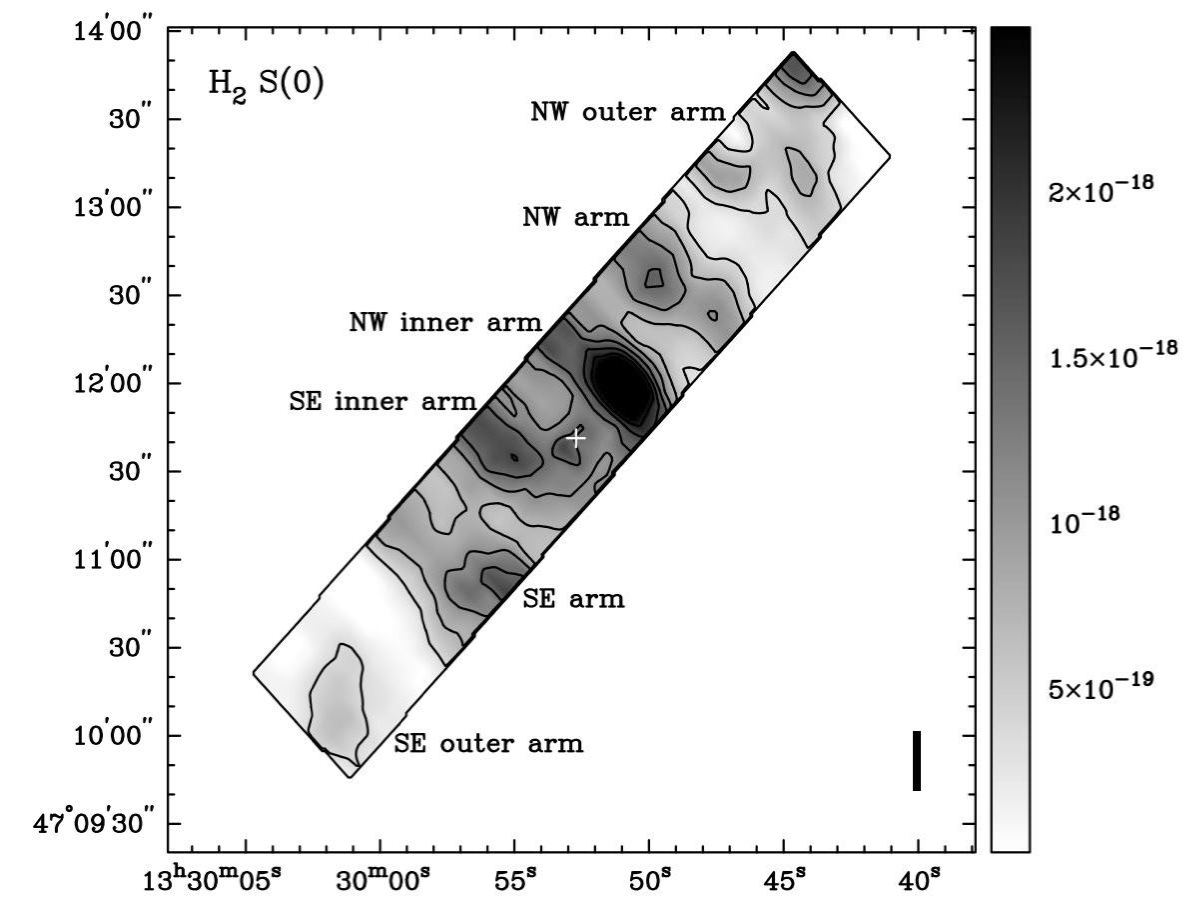 14′00″
H₂ S(0)
NW outer arm
30″
2×10⁻¹⁸
13′00″
NW arm
30″
NW inner arm
1.5×10⁻¹⁸
12′00″
SE inner arm
30″
10⁻¹⁸
11′00″
SE arm
30″
5×10⁻¹⁹
10′00″
SE outer arm
47°09′30″
13ʰ30ᵐ05ˢ 30ᵐ00ˢ 55ˢ 50ˢ 45ˢ 40ˢ